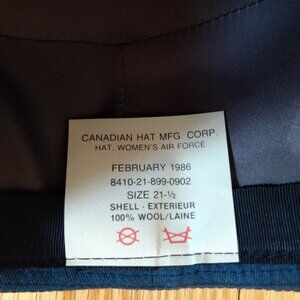 CANADIAN HAT MFG. CORP.
HAT, WOMEN'S AIR FORCE
FEBRUARY 1986
8410-21-899-0902
SIZE 21-½
SHELL · EXTERIEUR
100% WOOL/LAINE